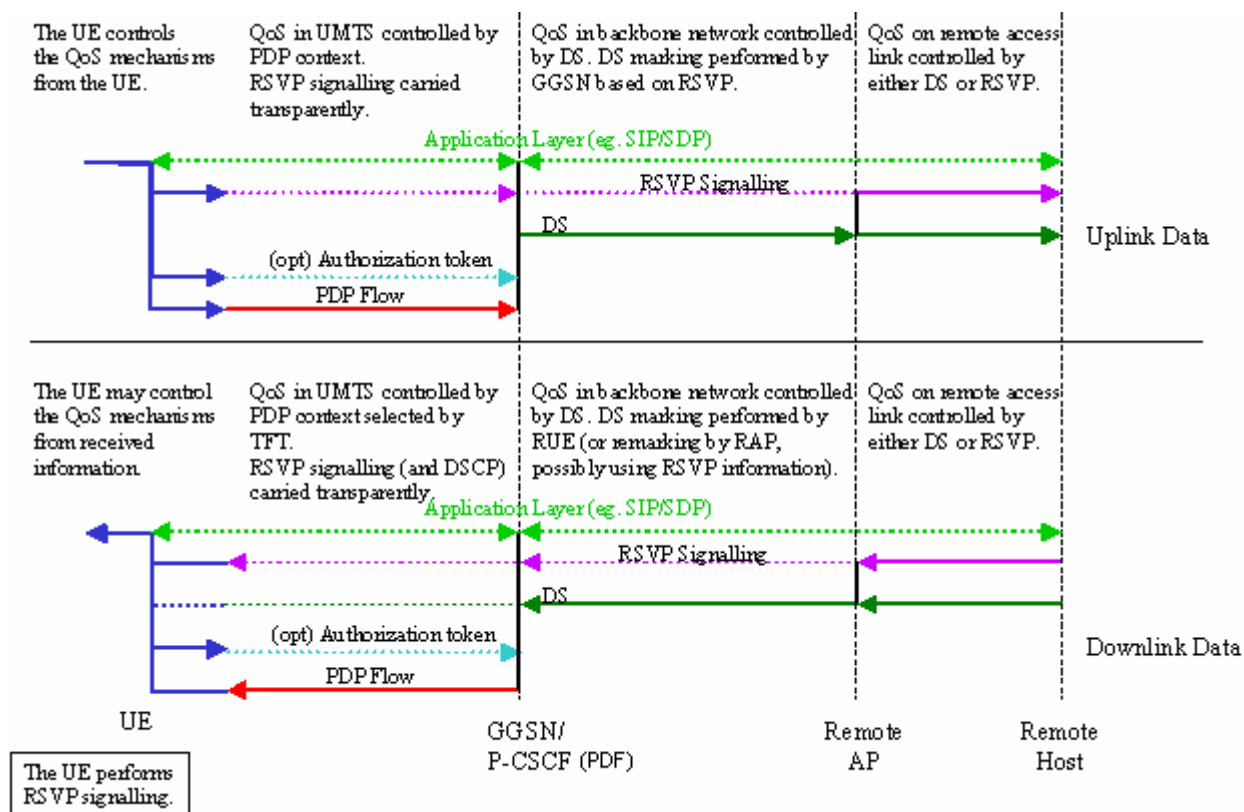 The UE controls
the QoS mechanisms
from the UE.
QoS in UMTS controlled by
PDP context.
RSVP signalling carried
transparently.
QoS in backbone network controlled
by DS. DS marking performed by
GGSN based on RSVP.
QoS on remote access
link controlled by
either DS or RSVP.
Application Layer (eg. SIP/SDP)
RSVP Signalling
DS
Uplink Data
(opt) Authorization token
PDP Flow
The UE may control
the QoS mechanisms
from received
information.
QoS in UMTS controlled by
PDP context selected by
TFT.
RSVP signalling (and DSCP)
carried transparently.
QoS in backbone network controlled
by DS. DS marking performed by
RUE (or remarking by RAP,
possibly using RSVP information).
QoS on remote access
link controlled by
either DS or RSVP.
Application Layer (eg. SIP/SDP)
RSVP Signalling
DS
(opt) Authorization token
Downlink Data
PDP Flow
UE
GGSN/
P-CSCF (PDF)
Remote
AP
Remote
Host
The UE performs
RSVP signalling.